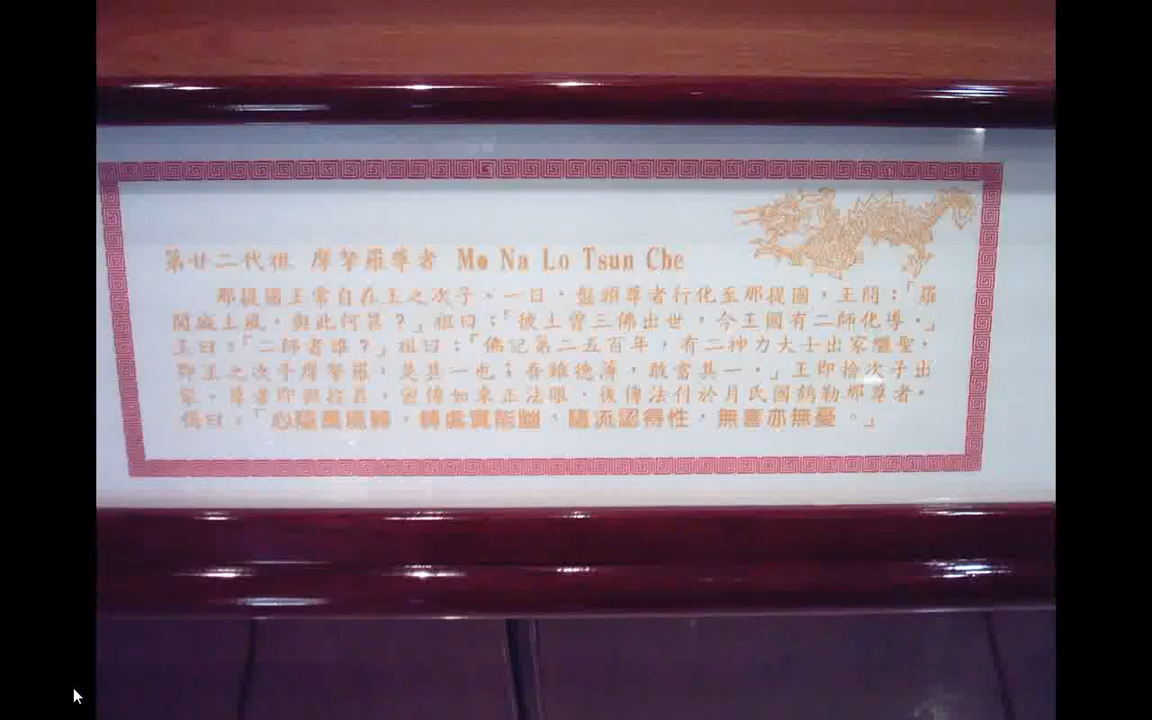 第廿二代祖 摩拏羅尊者 Mo Na Lo Tsun Che
那提國王常自在王之次子。一日,盤頭尊者行化至那提國,王問:「羅
閱城土風,與此何異?」祖曰:「彼土曾三佛出世,今王國有二師化導。」
王曰:「二師者誰?」祖曰:「佛記第二五百年,有二神力大士出家繼聖,
即王之次子摩拏羅,是其一也;吾雖德薄,敢當其一。」王即捨次子出
家。尊者即與授具,密傳如來正法眼,後傳法付於月氏國鶴勒那尊者。
偈曰:「心隨萬境轉,轉處實能幽,隨流認得性,無喜亦無憂。」